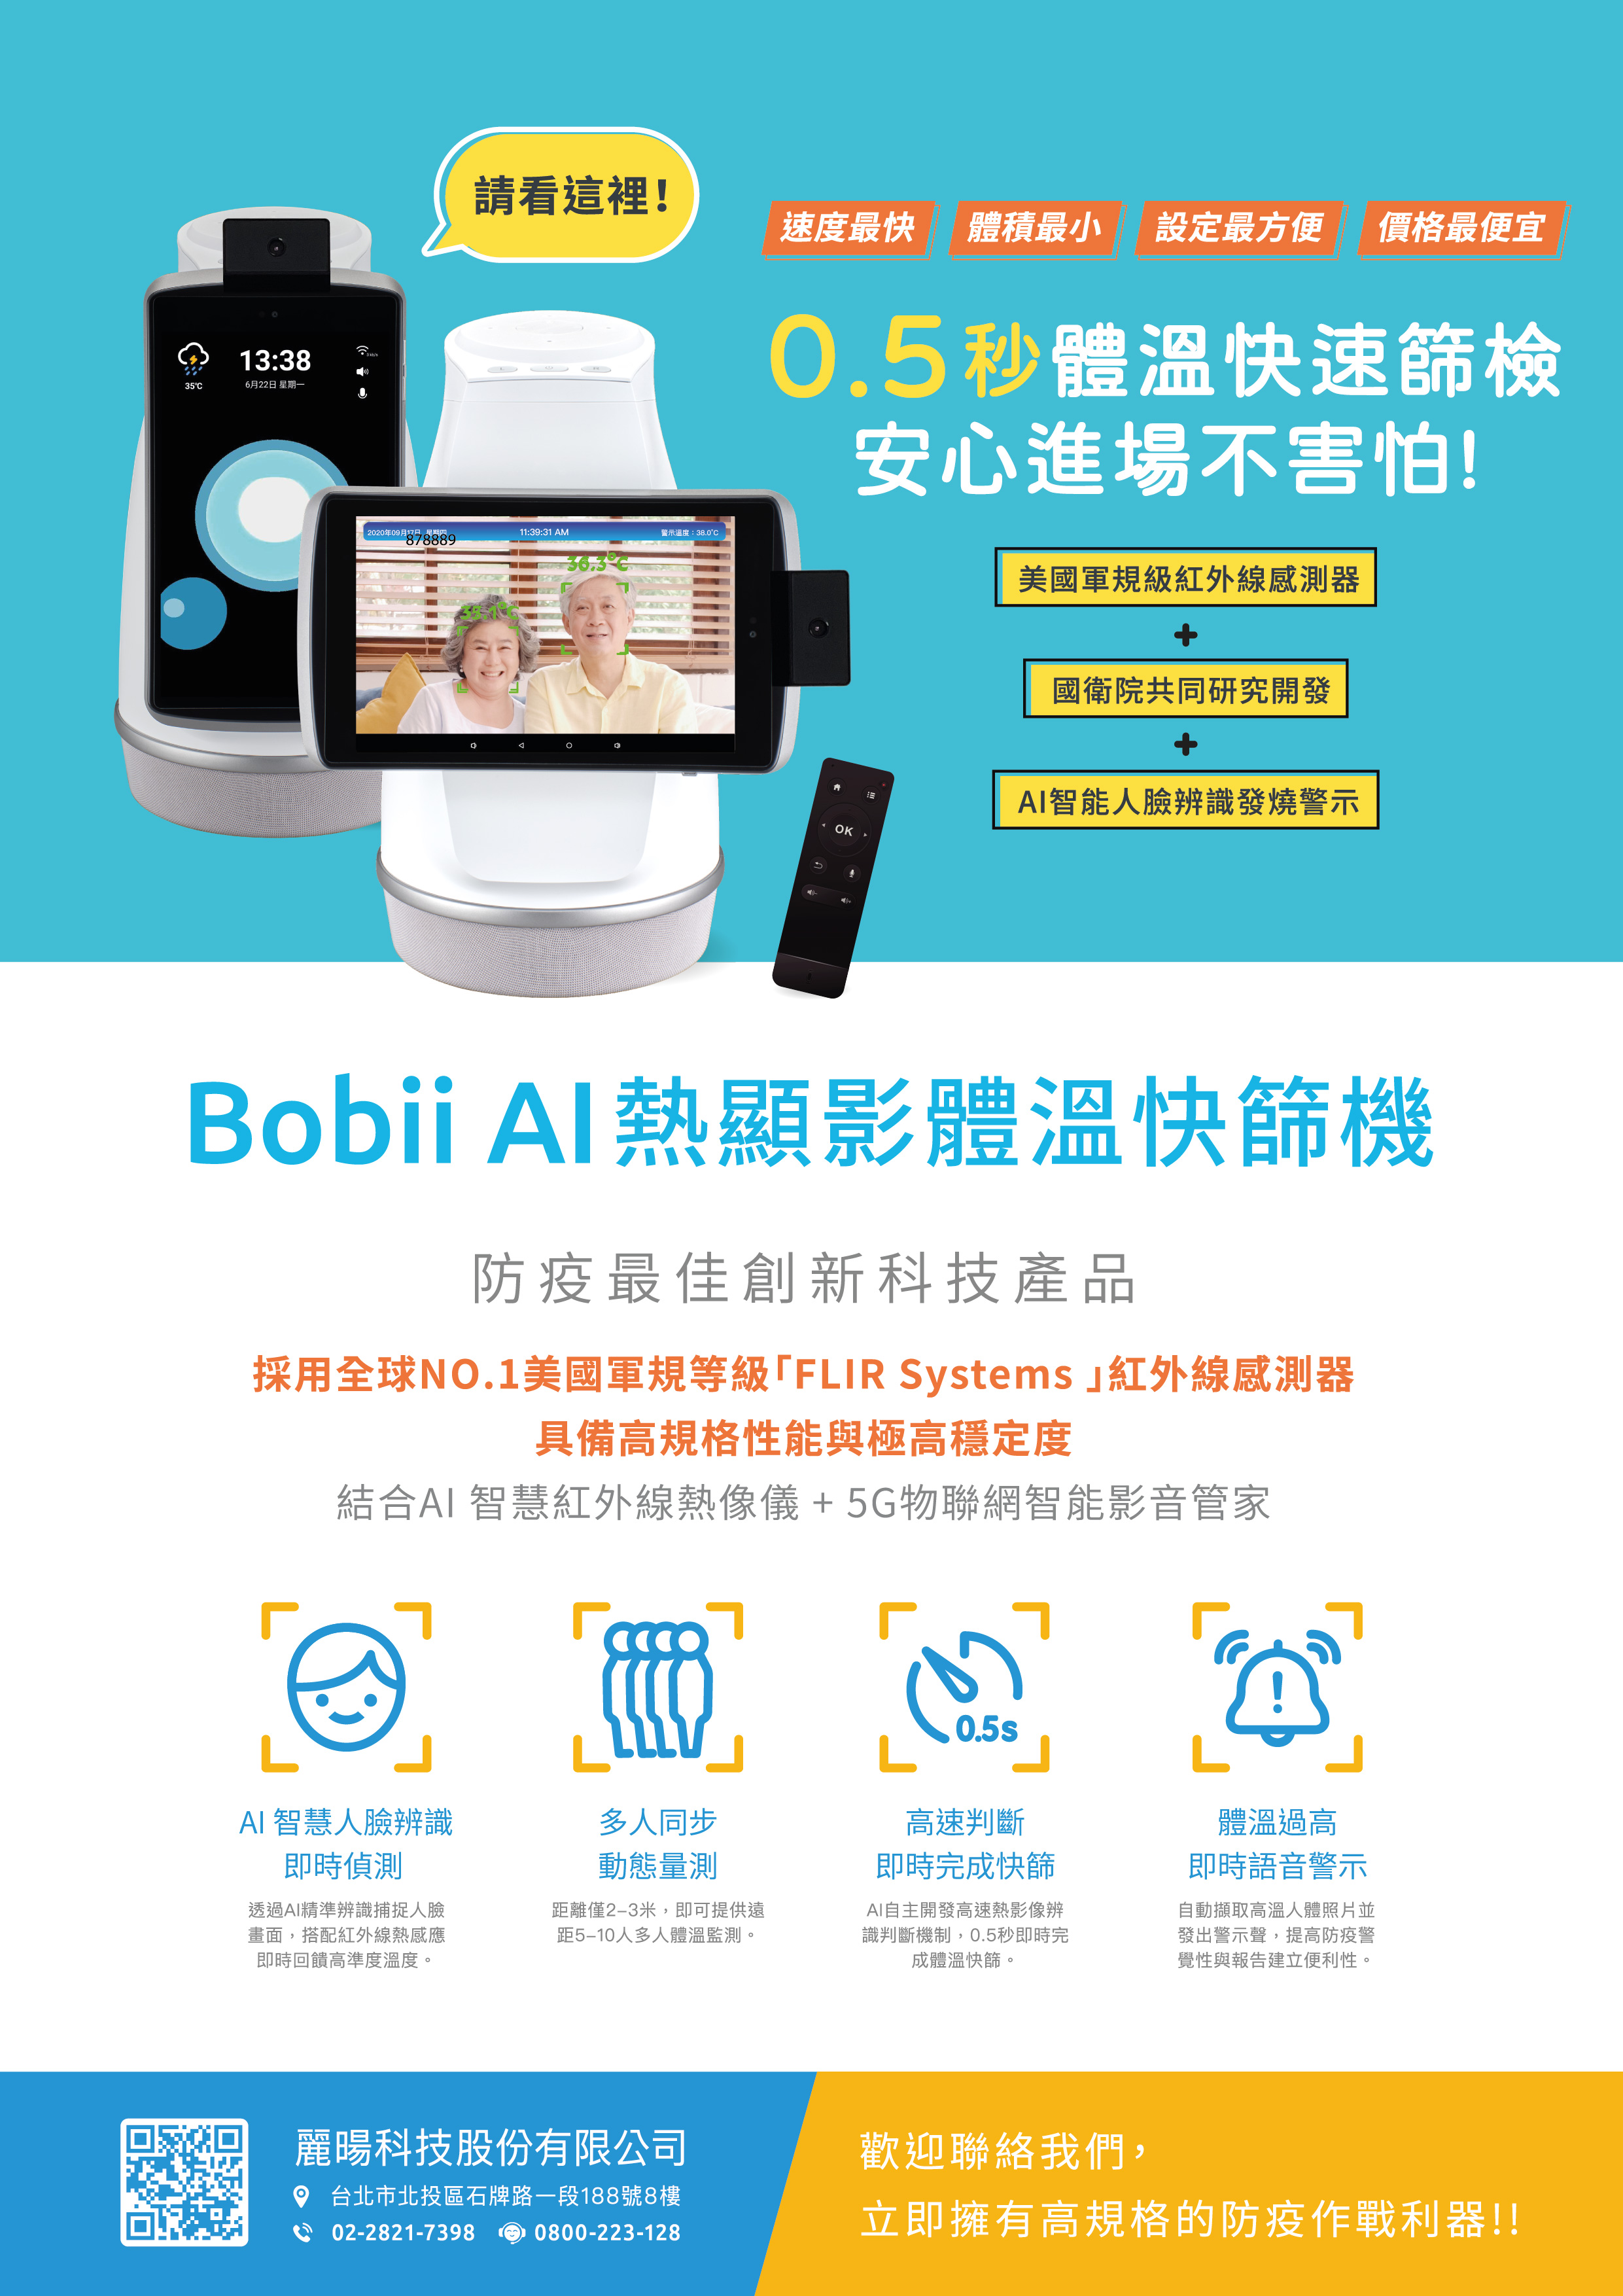 請看這裡!
速度最快 體積最小 設定最方便 價格最便宜
0.5秒體溫快速篩檢
安心進場不害怕!
13:38
6月22日 星期一
35°C
2020年09月17日 11:39:31 AM 警示溫度：38.0°C
878889
36.3°C
美國軍規級紅外線感測器
+
國衛院共同研究開發
+
AI智能人臉辨識發燒警示
OK
Bobii AI熱顯影體溫快篩機
防疫最佳創新科技產品
採用全球NO.1美國軍規等級「FLIR Systems 」紅外線感測器
具備高規格性能與極高穩定度
結合AI 智慧紅外線熱像儀 + 5G物聯網智能影音管家
0.5s
AI 智慧人臉辨識
即時偵測
透過AI精準辨識捕捉人臉
畫面，搭配紅外線熱感應
即時回饋高準度溫度。
多人同步
動態量測
距離僅2-3米，即可提供遠
距5-10人多人體溫監測。
高速判斷
即時完成快篩
AI自主開發高速熱影像辨
識判斷機制，0.5秒即時完
成體溫快篩。
體溫過高
即時語音警示
自動擷取高溫人體照片並
發出警示聲，提高防疫警
覺性與報告建立便利性。
麗暘科技股份有限公司
台北市北投區石牌路一段188號8樓
02-2821-7398 0800-223-128
歡迎聯絡我們，
立即擁有高規格的防疫作戰利器!!